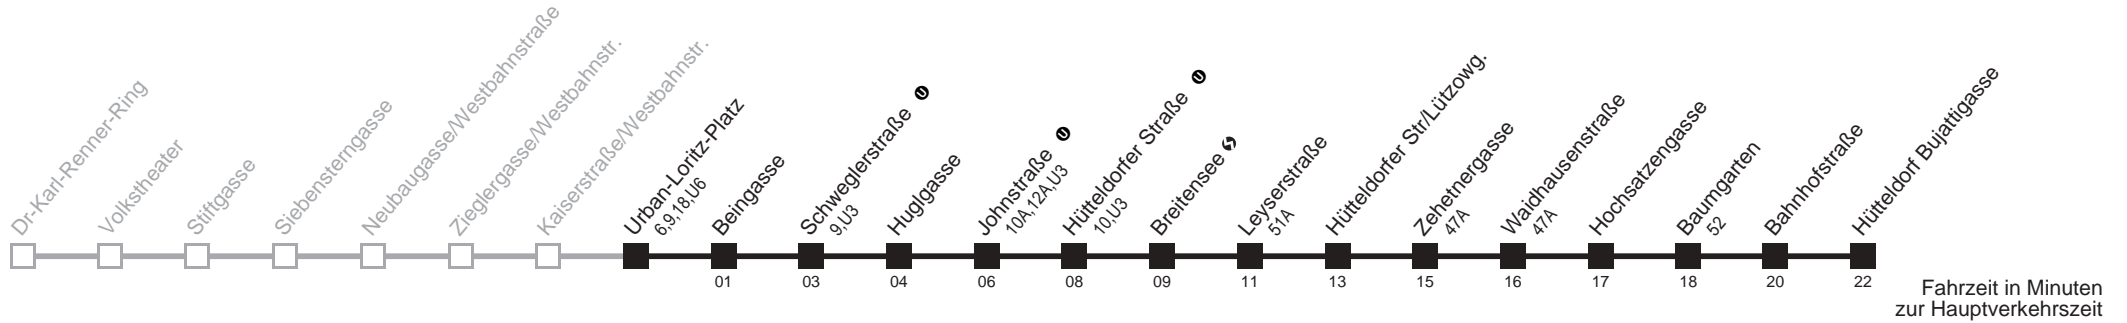 Dr-Karl-Renner-Ring
Volkstheater
Stiftgasse
Siebensterngasse
Neubaugasse/Westbahnstraße
Zieglergasse/Westbahnstr.
Kaiserstraße/Westbahnstr.
Urban-Loritz-Platz
6,9,18,U6
Beingasse
01
Schweglerstraße U
9,U3
03
Huglgasse
04
Johnstraße U
10A,12A,U3
06
Hütteldorfer Straße U
10,U3
08
Breitensee S
09
Leyserstraße
51A
11
Hütteldorfer Str/Lützowg.
13
Zehetnergasse
47A
15
Waidhausenstraße
47A
16
Hochsatzengasse
17
Baumgarten
52
18
Bahnhofstraße
20
Hütteldorf Bujattigasse
22
Fahrzeit in Minuten
zur Hauptverkehrszeit